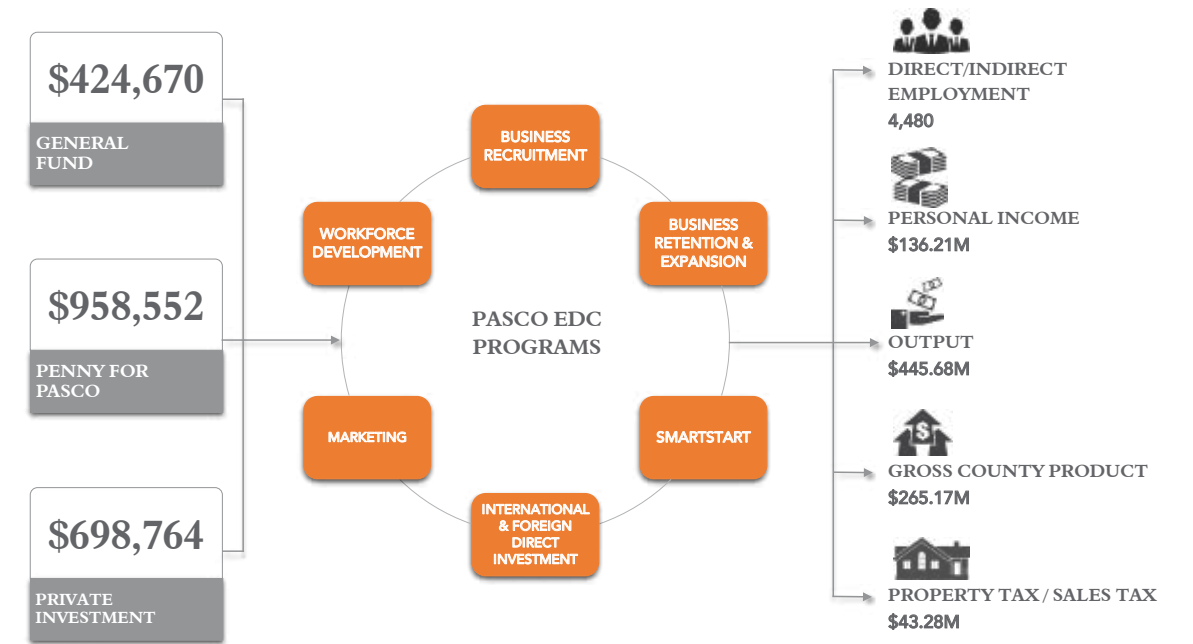 $424,670
GENERAL
FUND
$958,552
PENNY FOR
PASCO
$698,764
PRIVATE
INVESTMENT
BUSINESS
RECRUITMENT
WORKFORCE
DEVELOPMENT
BUSINESS
RETENTION &
EXPANSION
PASCO EDC
PROGRAMS
MARKETING
SMARTSTART
INTERNATIONAL
& FOREIGN
DIRECT
INVESTMENT
DIRECT/INDIRECT
EMPLOYMENT
4,480
PERSONAL INCOME
$136.21M
OUTPUT
$445.68M
$
GROSS COUNTY PRODUCT
$265.17M
PROPERTY TAX / SALES TAX
$43.28M